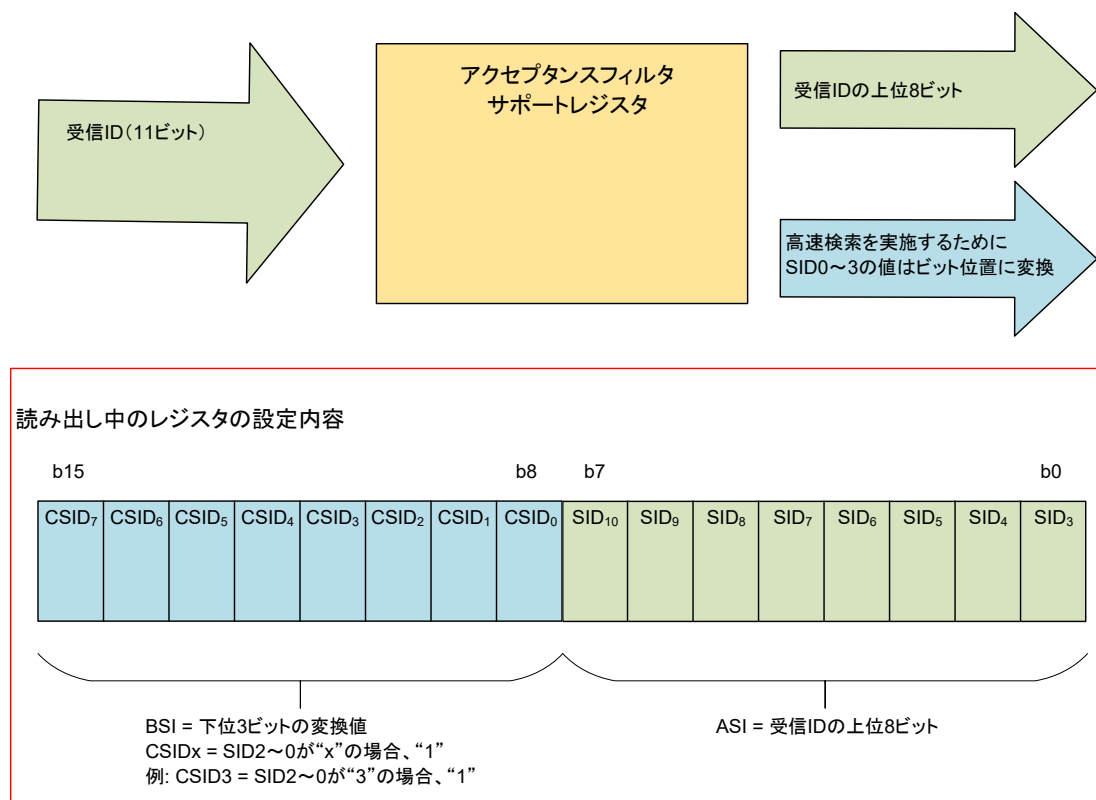 受信ID(11ビット)
アクセプタンスフィルタ
サポートレジスタ
受信IDの上位8ビット
高速検索を実施するために
SID0～3の値はビット位置に変換
読み出し中のレジスタの設定内容
b15 b8 b7 b0
CSID₇ CSID₆ CSID₅ CSID₄ CSID₃ CSID₂ CSID₁ CSID₀ SID₁₀ SID₉ SID₈ SID₇ SID₆ SID₅ SID₄ SID₃
BSI = 下位3ビットの変換値
CSIDx = SID2～0が“x”の場合、“1”
例: CSID3 = SID2～0が“3”の場合、“1”
ASI = 受信IDの上位8ビット